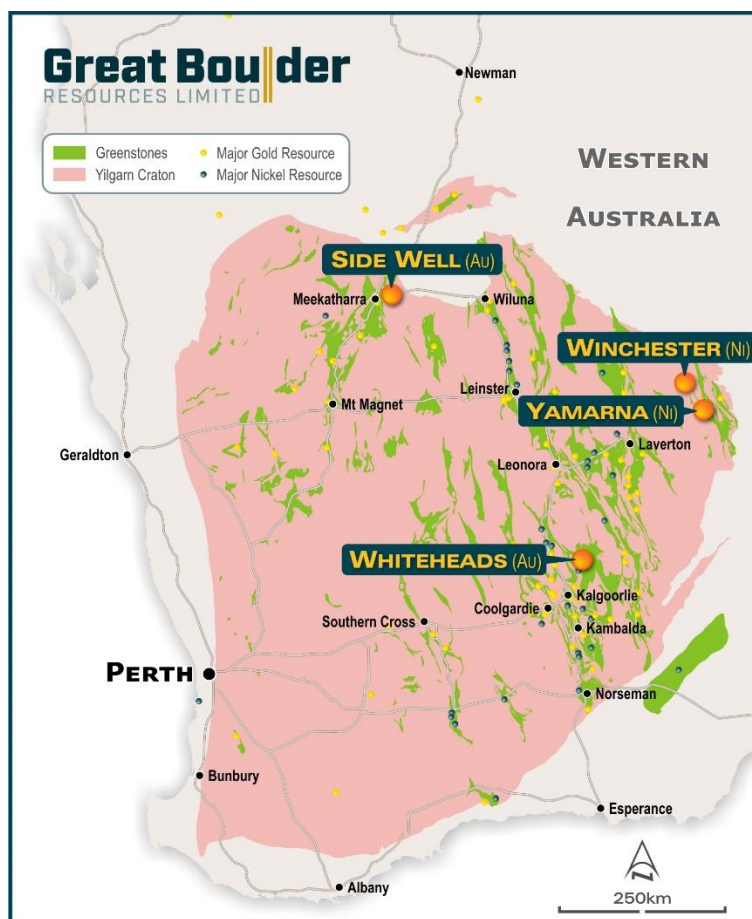 Great Boulder
RESOURCES LIMITED
Newman
Greenstones
Major Gold Resource
Yilgarn Craton
Major Nickel Resource
WESTERN
AUSTRALIA
SIDE WELL (AU)
Meekatharra
Wiluna
WINCHESTER (NI)
Leinster
Mt Magnet
YAMARNA (NI)
Geraldton
Laverton
Leonora
WHITEHEADS (AU)
Kalgoorlie
Coolgardie
Southern Cross
Kambalda
PERTH
Norseman
Bunbury
Esperance
Albany
N
250km